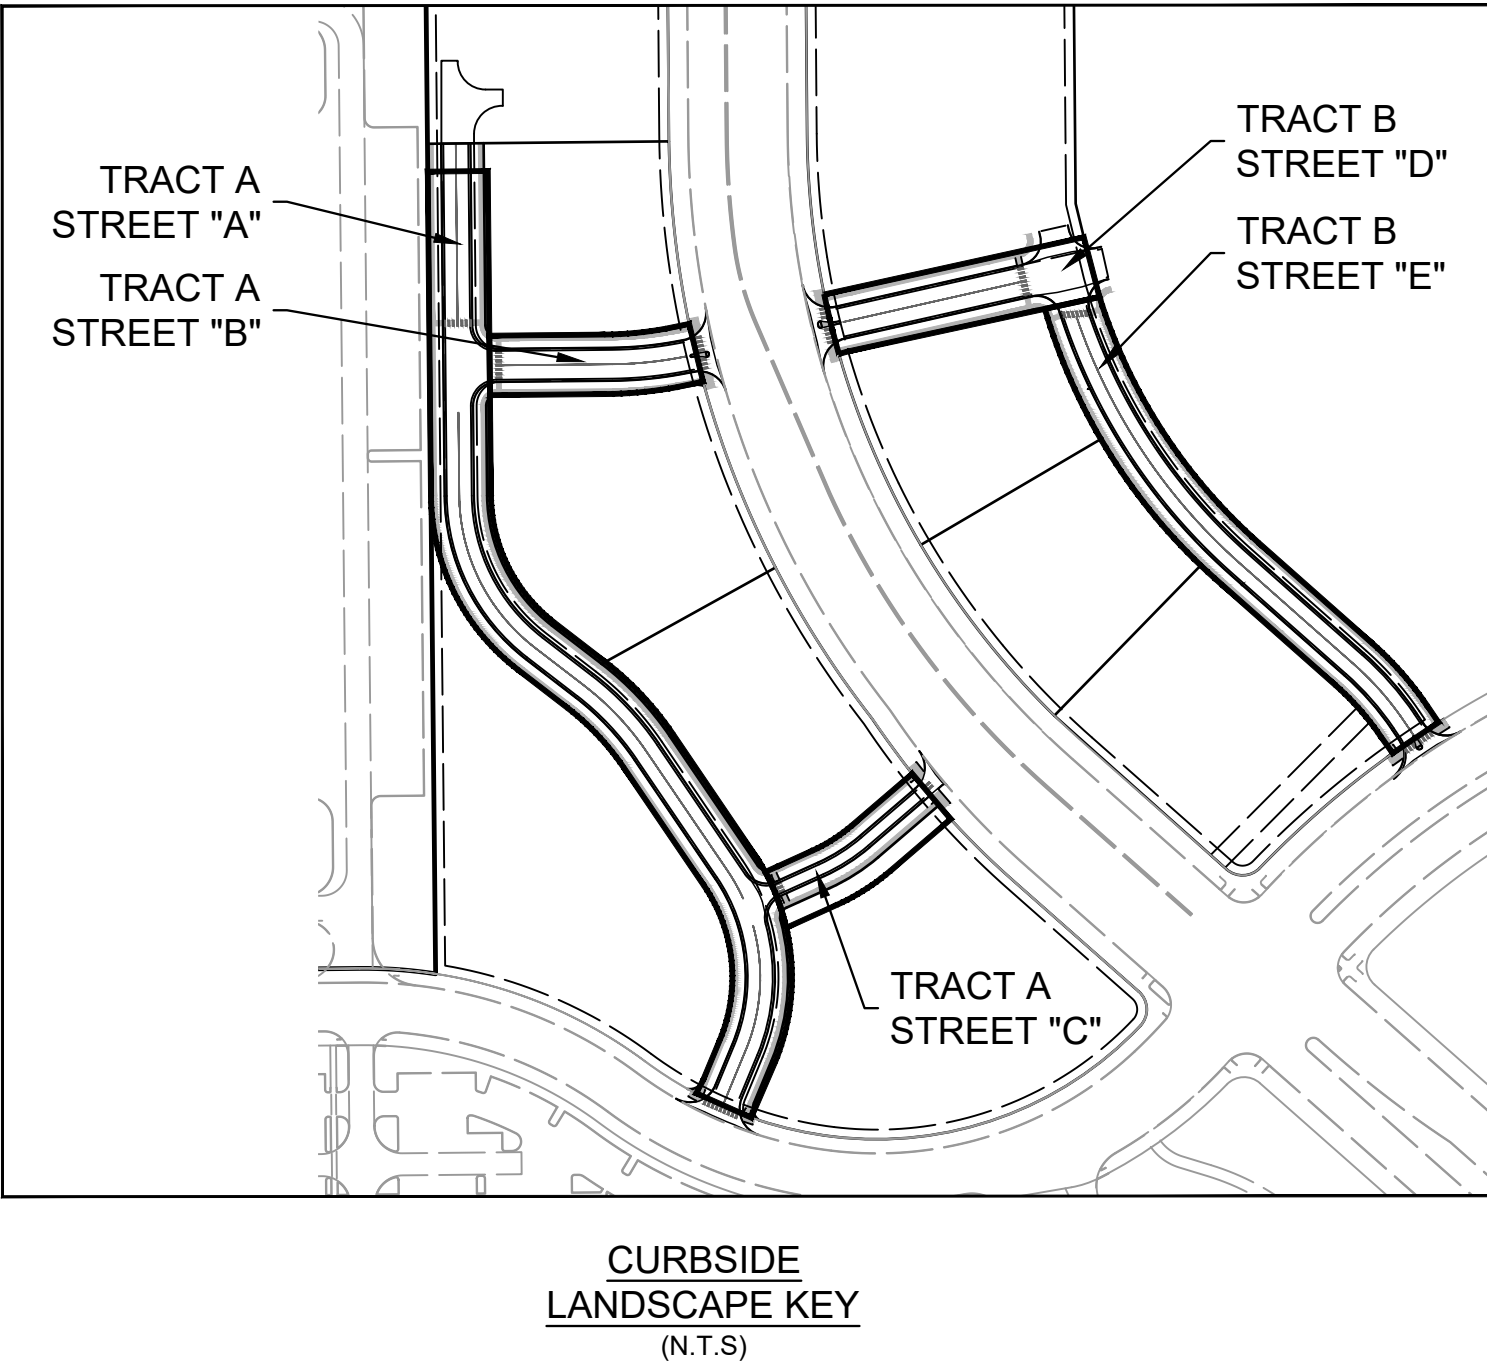 TRACT A
STREET "A"
TRACT A
STREET "B"
TRACT B
STREET "D"
TRACT B
STREET "E"
TRACT A
STREET "C"
CURBSIDE
LANDSCAPE KEY
(N.T.S)